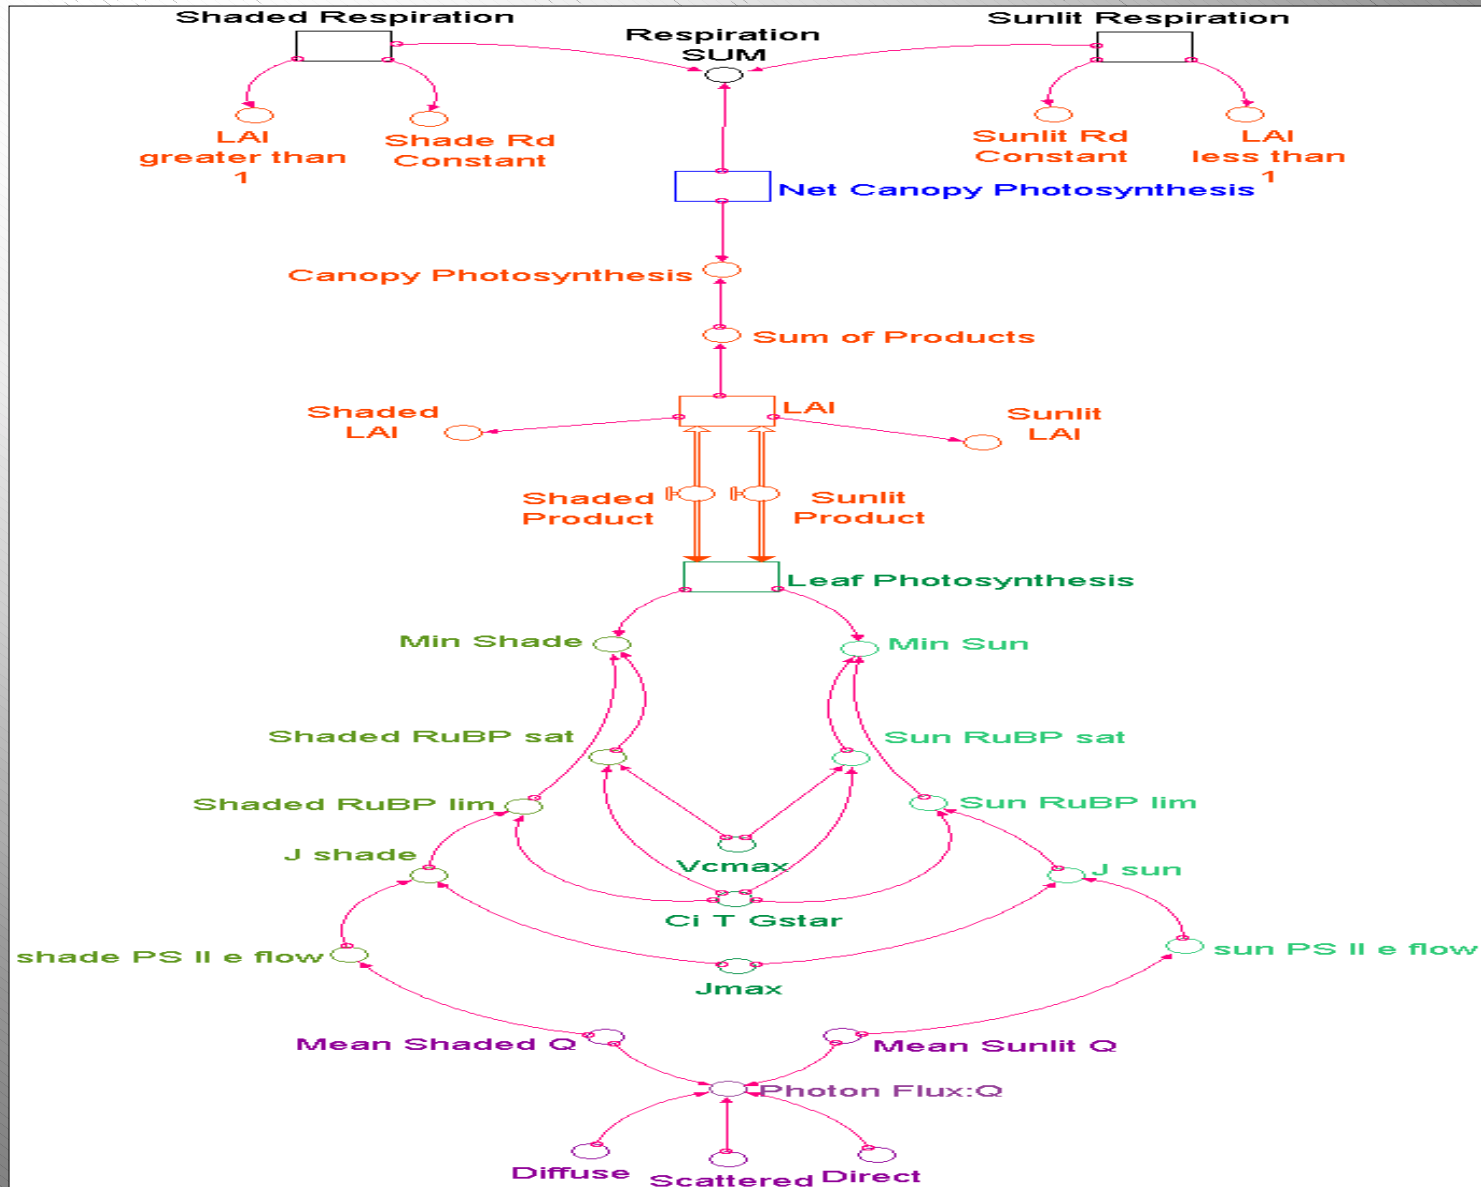 Shaded Respiration
Sunlit Respiration
Respiration
SUM
LAI
greater than
1
Shade Rd
Constant
Sunlit Rd
Constant
LAI
less than
1
Net Canopy Photosynthesis
Canopy Photosynthesis
Sum of Products
LAI
Shaded
LAI
Sunlit
LAI
Shaded
Product
Sunlit
Product
Leaf Photosynthesis
Min Shade
Min Sun
Shaded RuBP sat
Sun RuBP sat
Shaded RuBP lim
Sun RuBP lim
Vcmax
J shade
J sun
Ci T Gstar
shade PS II e flow
sun PS II e flow
Jmax
Mean Shaded Q
Mean Sunlit Q
Photon Flux:Q
Diffuse
Scattered
Direct